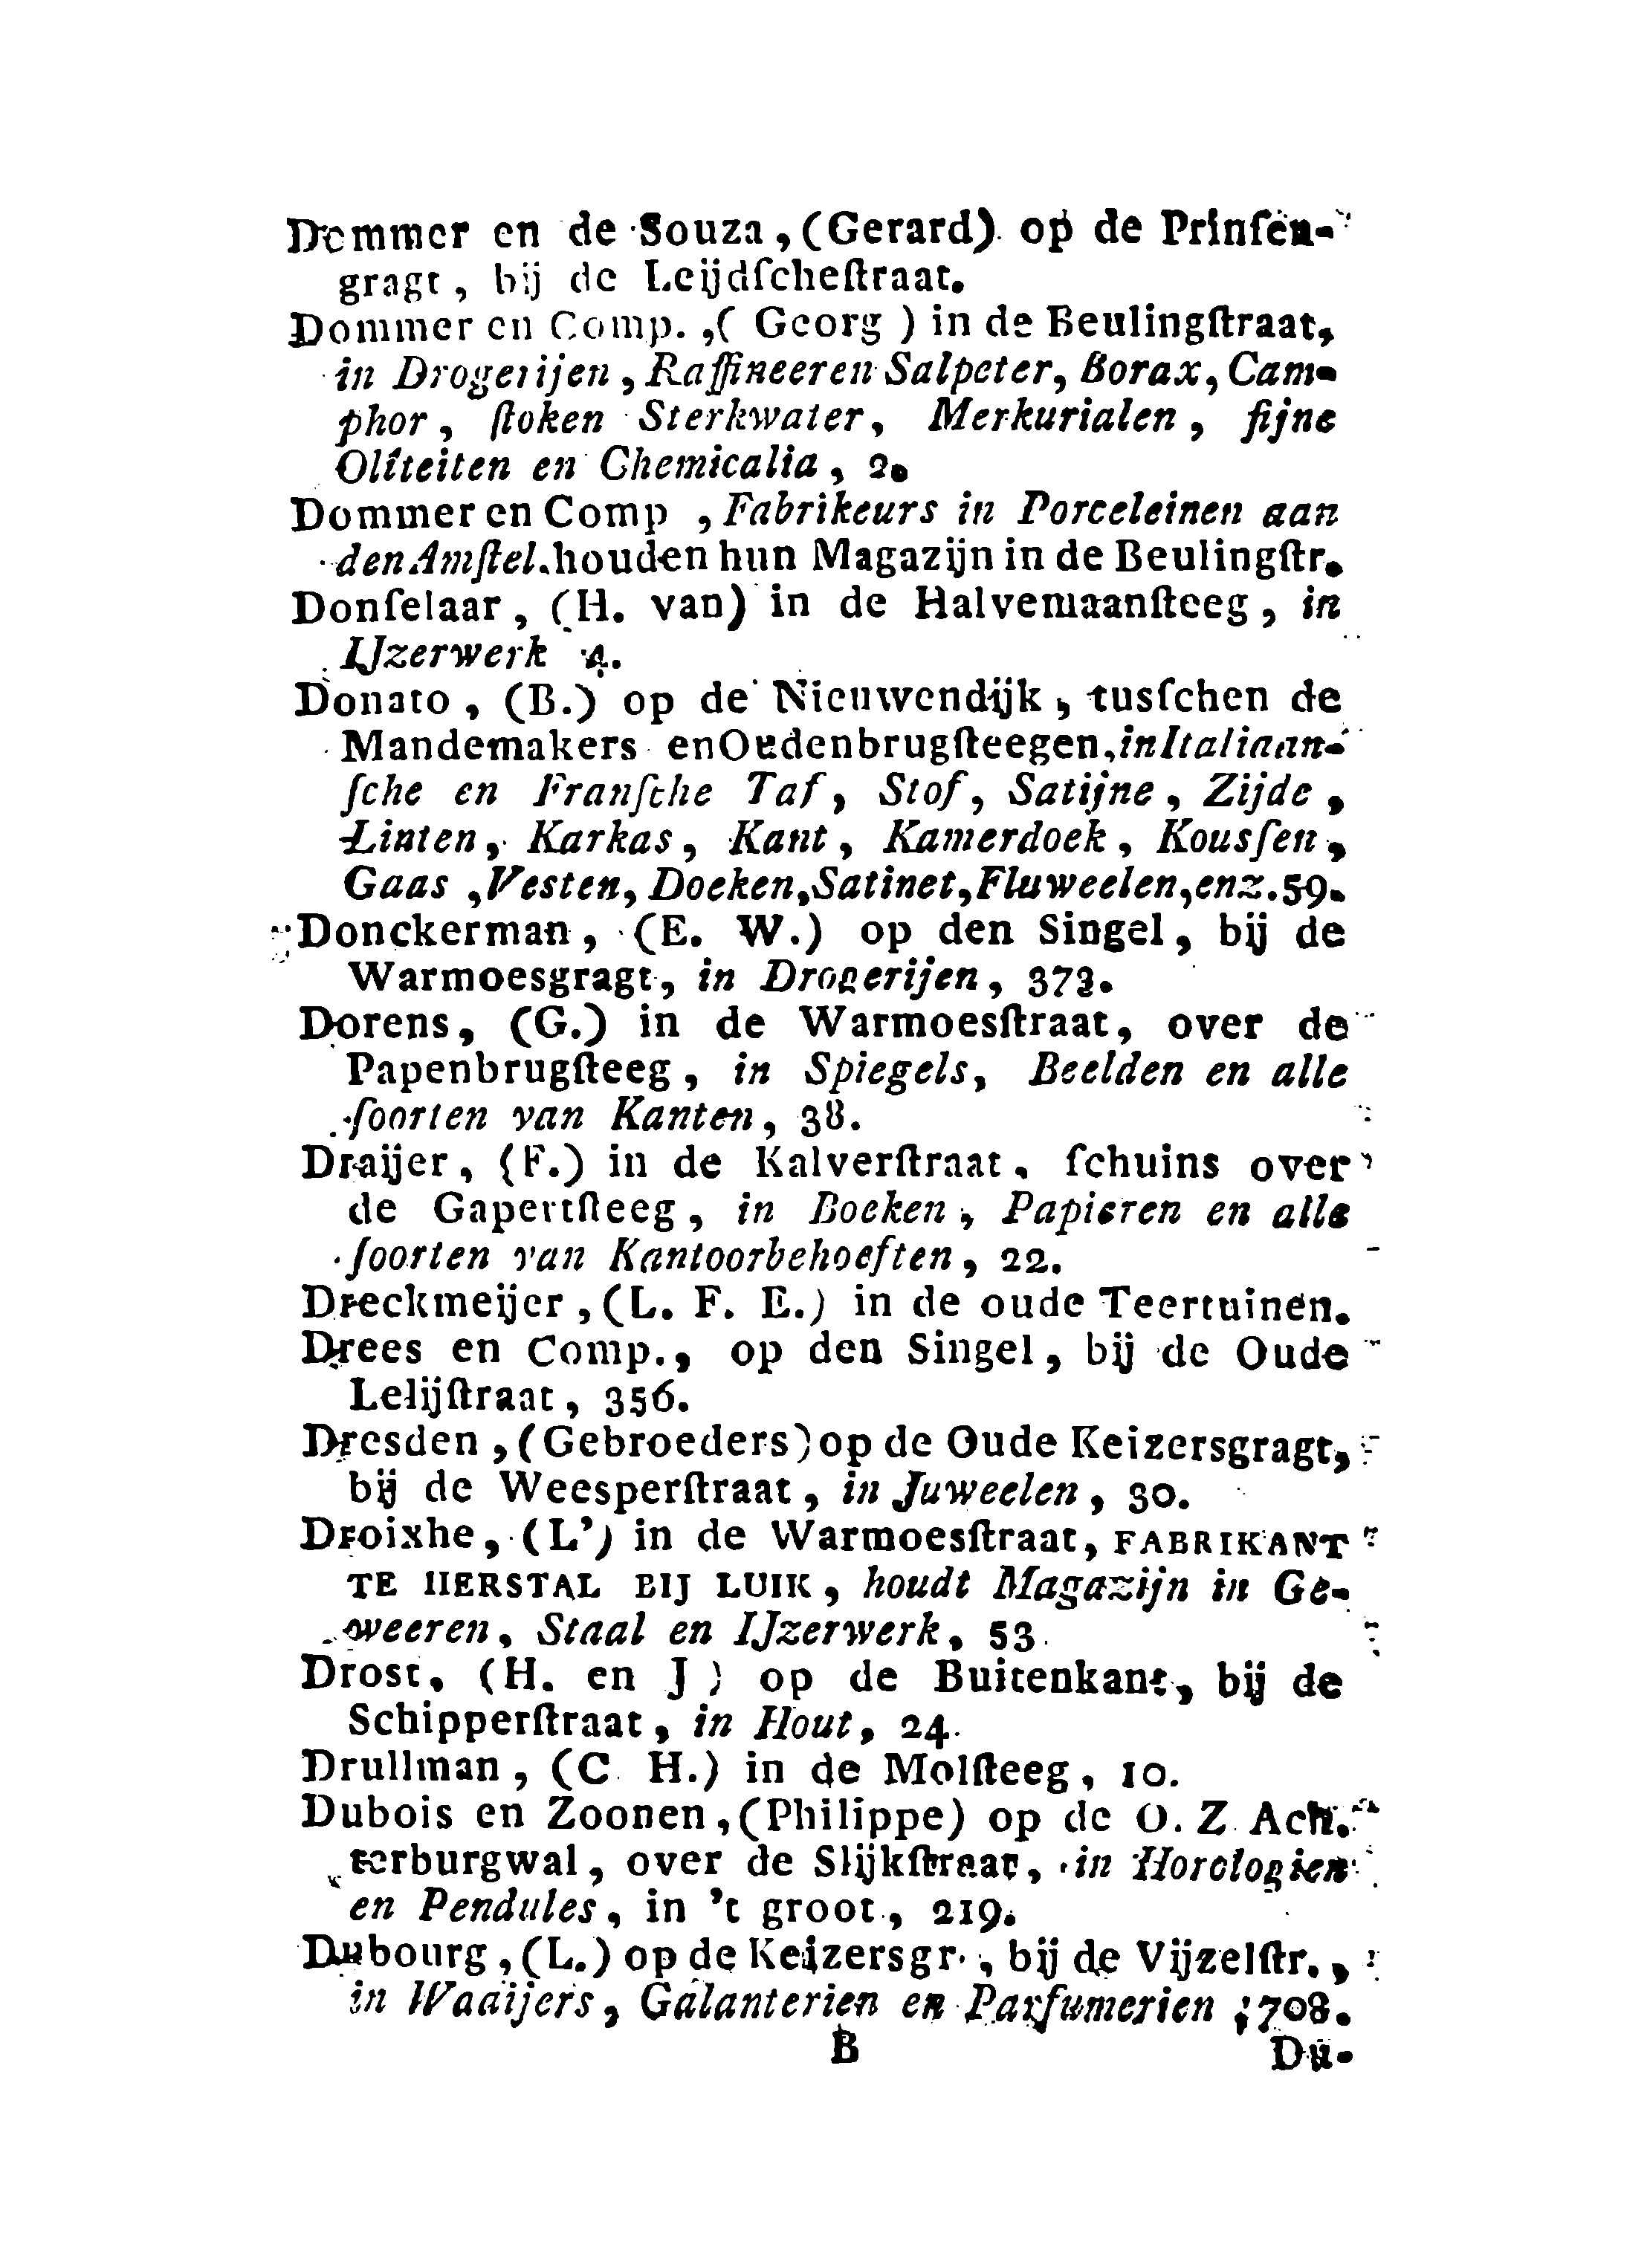 Dommer en de Souza, (Gerard) op de Prinſen-
gragt, bij de Leijdſcheſtraat.
Dommer en Comp., (Georg) in de Beulingſtraat,
in Drogerijen, Raffineeren Salpeter, Borax, Cam-
phor, ſtoken Sterkwater, Merkurialen, fijne
Oliteiten en Chemicalia, 2.
Dommer en Comp, Fabrikeurs in Porceleinen aan
den Amſtel. houden hun Magazijn in de Beulingſtr.
Donſelaar, (H. van) in de Halvemaanſteeg, in
IJzerwerk 4.
Donato, (B.) op de Nieuwendijk, tusſchen de
Mandemakers en Oudenbrugſteegen, in Italiaan-
ſche en Franſche Taf, Stof, Satijne, Zijde,
Linten, Karkas, Kant, Kamerdoek, Kousſen,
Gaas, Vesten, Doeken, Satinet, Fluweelen, enz. 59.
Donckerman, (E. W.) op den Singel, bij de
Warmoesgragt, in Drogerijen, 373.
Dorens, (G.) in de Warmoesſtraat, over de
Papenbrugſteeg, in Spiegels, Beelden en alle
ſoorten van Kanten, 38.
Draijer, (F.) in de Kalverſtraat, ſchuins over
de Gapertſteeg, in Boeken, Papieren en alle
ſoorten van Kantoorbehoeften, 22.
Dreckmeijer, (L. F. E.) in de oude Teertuinen.
Drees en Comp., op den Singel, bij de Oude
Lelijſtraat, 356.
Dresden, (Gebroeders) op de Oude Keizersgragt,
bij de Weesperſtraat, in Juweelen, 30.
Droixhe, (L') in de Warmoesſtraat, FABRIKANT
TE HERSTAL BIJ LUIK, houdt Magazijn in Ge-
weeren, Staal en IJzerwerk, 53.
Drost, (H. en J) op de Buitenkant, bij de
Schipperſtraat, in Hout, 24.
Drullman, (C H.) in de Molſteeg, 10.
Dubois en Zoonen, (Philippe) op de O. Z Ach-
terburgwal, over de Slijkſtraat, in Horologien
en Pendules, in 't groot, 219.
Dubourg, (L.) op de Keizersgr., bij de Vijzelſtr.,
in Waaijers, Galanterien en Parfumerien, 708.
B Du-